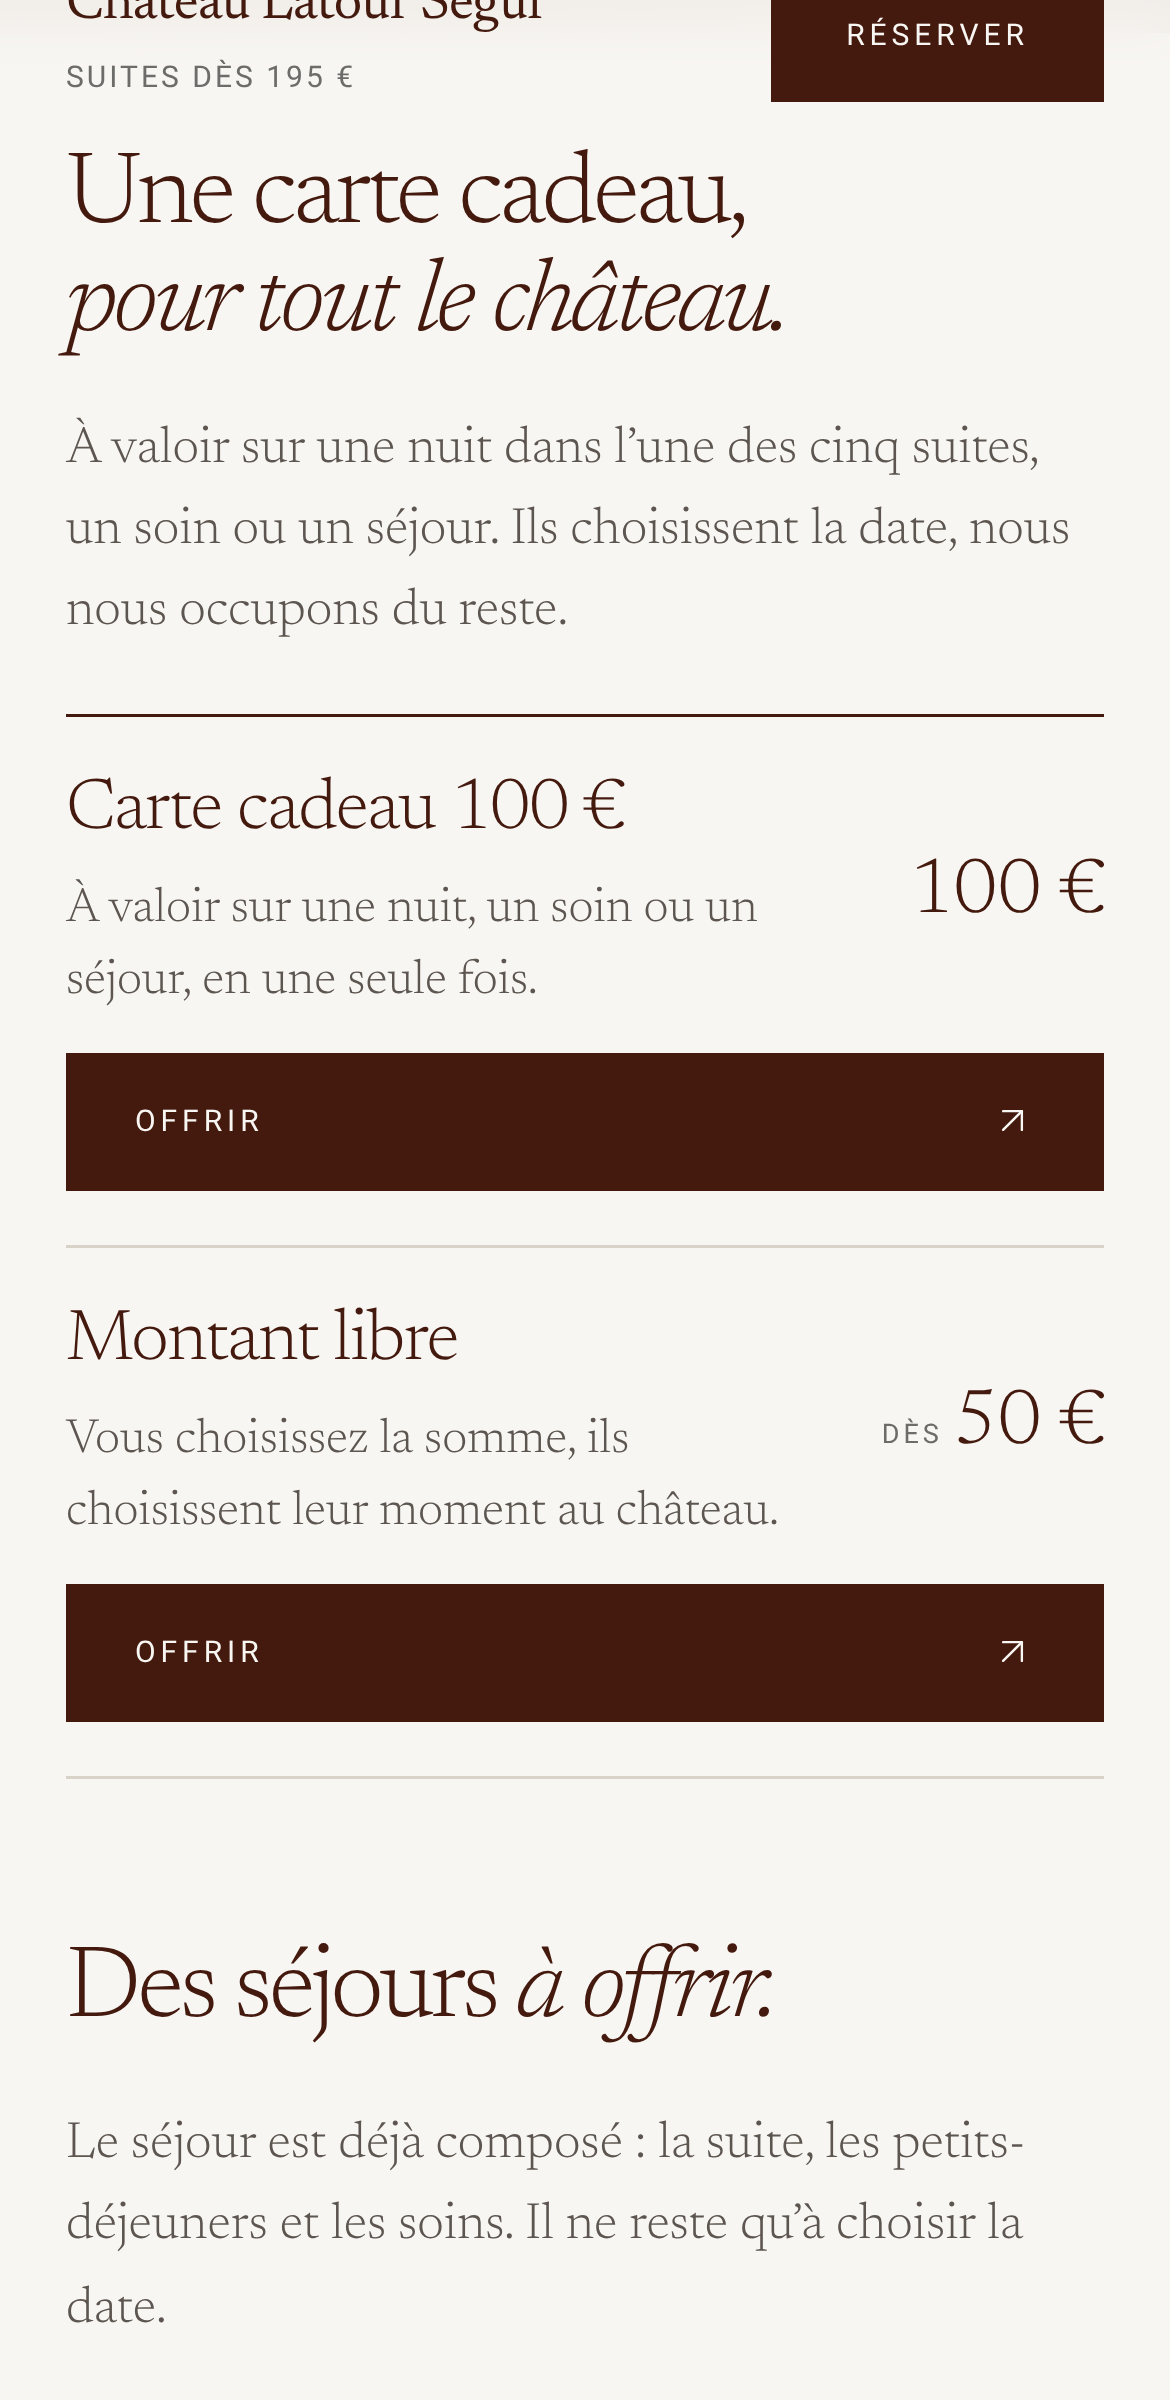 Château Latour Ségui
RÉSERVER
SUITES DÈS 195 €
Une carte cadeau,
pour tout le château.
À valoir sur une nuit dans l’une des cinq suites,
un soin ou un séjour. Ils choisissent la date, nous
nous occupons du reste.
Carte cadeau 100 €
100 €
À valoir sur une nuit, un soin ou un
séjour, en une seule fois.
OFFRIR
Montant libre
DÈS 50 €
Vous choisissez la somme, ils
choisissent leur moment au château.
OFFRIR
Des séjours à offrir.
Le séjour est déjà composé : la suite, les petits-
déjeuners et les soins. Il ne reste qu’à choisir la
date.